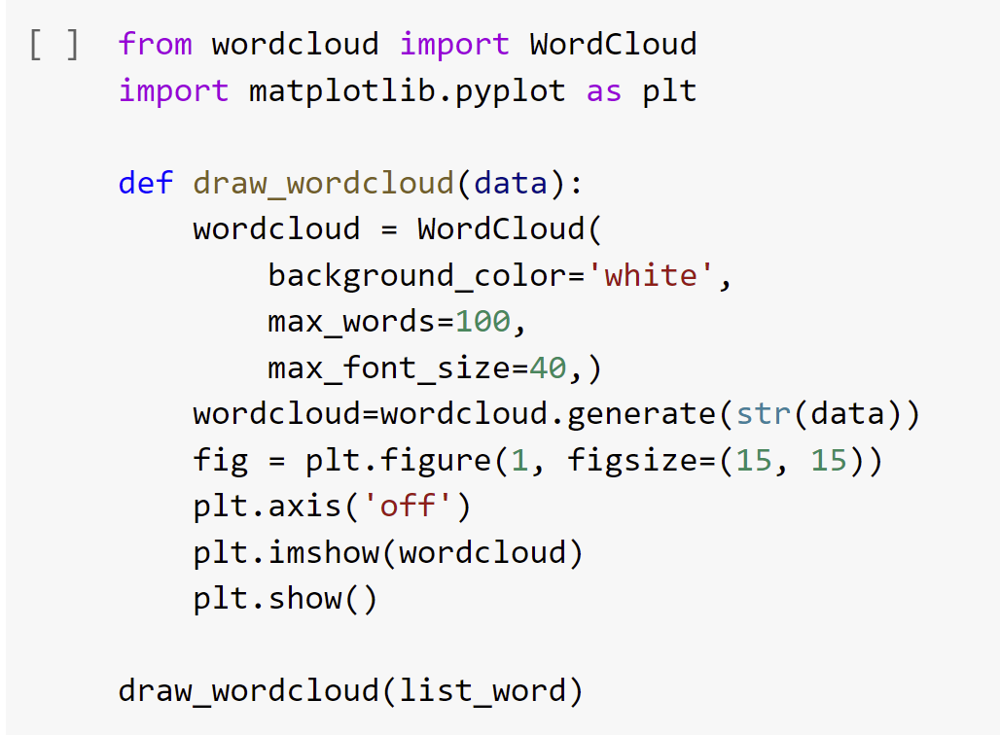 [ ] from wordcloud import WordCloud
import matplotlib.pyplot as plt
def draw_wordcloud(data):
    wordcloud = WordCloud(
        background_color='white',
        max_words=100,
        max_font_size=40,)
    wordcloud=wordcloud.generate(str(data))
    fig = plt.figure(1, figsize=(15, 15))
    plt.axis('off')
    plt.imshow(wordcloud)
    plt.show()
draw_wordcloud(list_word)